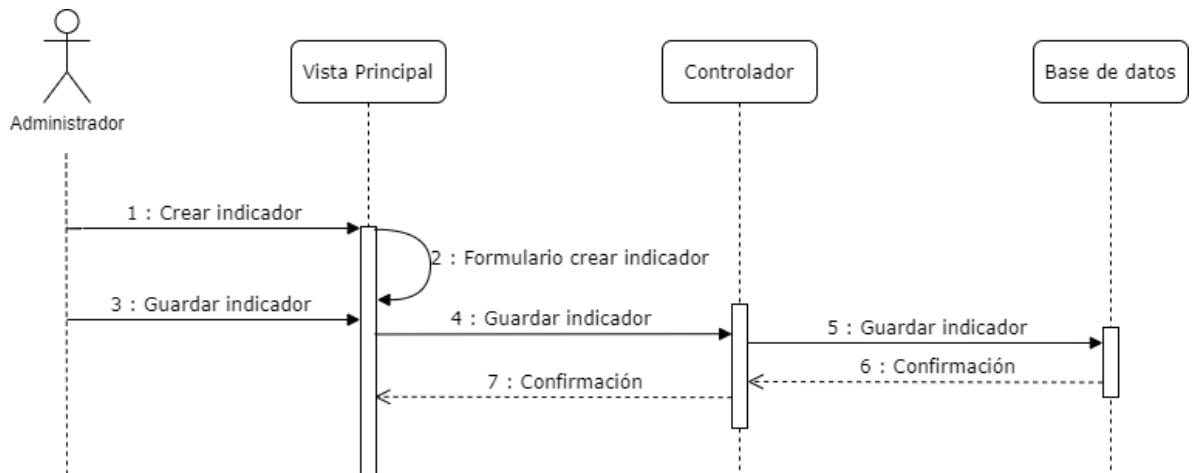 Vista Principal
Controlador
Base de datos
Administrador
1 : Crear indicador
2 : Formulario crear indicador
3 : Guardar indicador
4 : Guardar indicador
5 : Guardar indicador
6 : Confirmación
7 : Confirmación